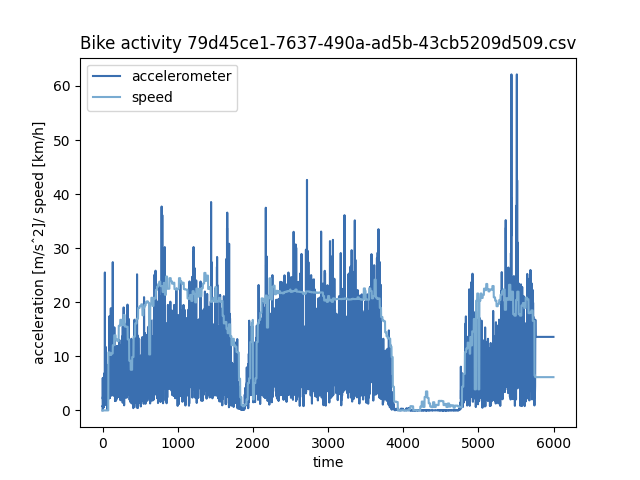 Bike activity 79d45ce1-7637-490a-ad5b-43cb5209d509.csv
accelerometer
speed
acceleration [m/s^2]/ speed [km/h]
60
50
40
30
20
10
0
0 1000 2000 3000 4000 5000 6000
time